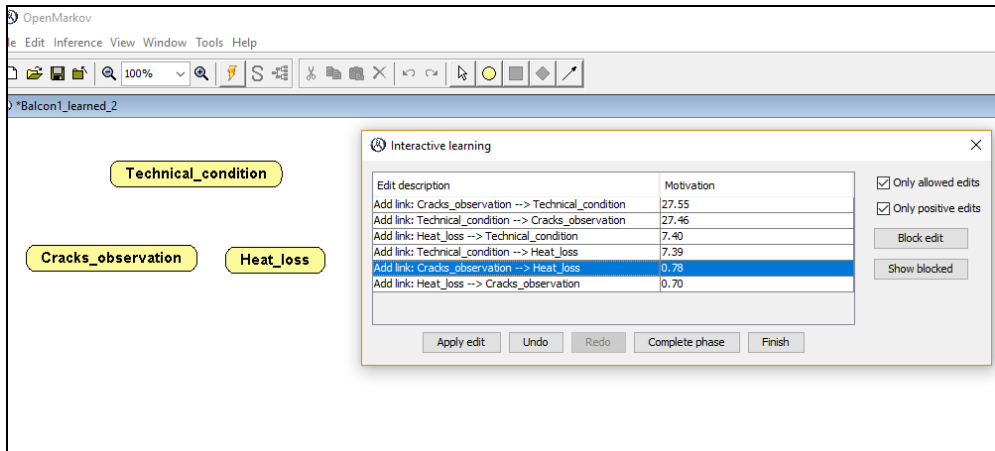 OpenMarkov
le Edit Inference View Window Tools Help
100%
*Balcon1_learned_2
Technical_condition
Cracks_observation
Heat_loss
Interactive learning
Edit description Motivation
Add link: Cracks_observation --> Technical_condition 27.55
Add link: Technical_condition --> Cracks_observation 27.46
Add link: Heat_loss --> Technical_condition 7.40
Add link: Technical_condition --> Heat_loss 7.39
Add link: Cracks_observation --> Heat_loss 0.78
Add link: Heat_loss --> Cracks_observation 0.70
Only allowed edits
Only positive edits
Block edit
Show blocked
Apply edit Undo Redo Complete phase Finish